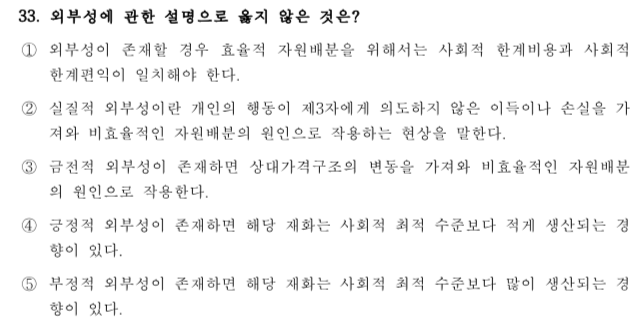 33. 외부성에 관한 설명으로 옳지 않은 것은?
① 외부성이 존재할 경우 효율적 자원배분을 위해서는 사회적 한계비용과 사회적
한계편익이 일치해야 한다.
② 실질적 외부성이란 개인의 행동이 제3자에게 의도하지 않은 이득이나 손실을 가
져와 비효율적인 자원배분의 원인으로 작용하는 현상을 말한다.
③ 금전적 외부성이 존재하면 상대가격구조의 변동을 가져와 비효율적인 자원배분
의 원인으로 작용한다.
④ 긍정적 외부성이 존재하면 해당 재화는 사회적 최적 수준보다 적게 생산되는 경
향이 있다.
⑤ 부정적 외부성이 존재하면 해당 재화는 사회적 최적 수준보다 많이 생산되는 경
향이 있다.